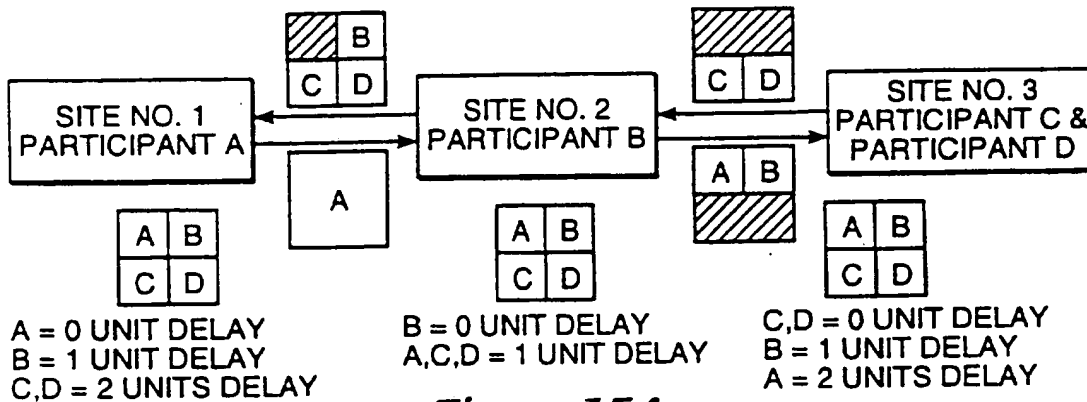 B
C D
SITE NO. 1
PARTICIPANT A
SITE NO. 2
PARTICIPANT B
C D
SITE NO. 3
PARTICIPANT C &
PARTICIPANT D
A
A B
A B
C D
A = 0 UNIT DELAY
B = 1 UNIT DELAY
C,D = 2 UNITS DELAY
A B
C D
B = 0 UNIT DELAY
A,C,D = 1 UNIT DELAY
A B
C D
C,D = 0 UNIT DELAY
B = 1 UNIT DELAY
A = 2 UNITS DELAY